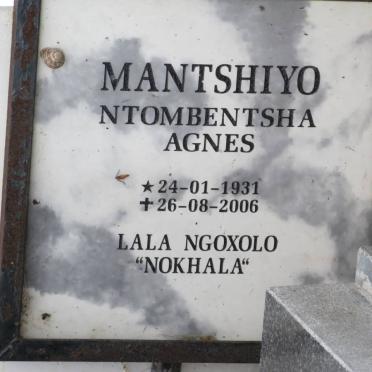 MANTSHIYO
NTOMBENTSHA
AGNES
★ 24-01-1931
✝ 26-08-2006
LALA NGOXOLO
"NOKHALA"